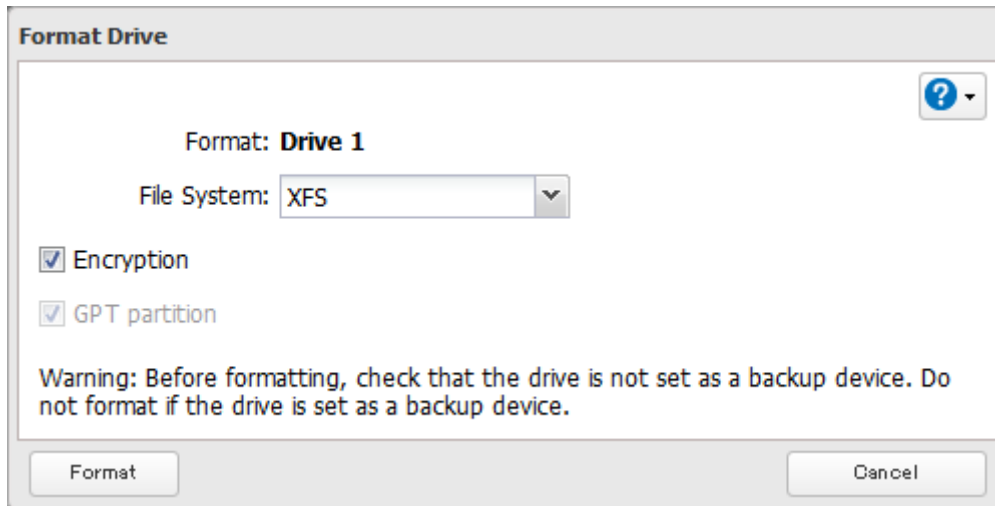 Format Drive
?
Format: Drive 1
File System: XFS
Encryption
GPT partition
Warning: Before formatting, check that the drive is not set as a backup device. Do
not format if the drive is set as a backup device.
Format Cancel